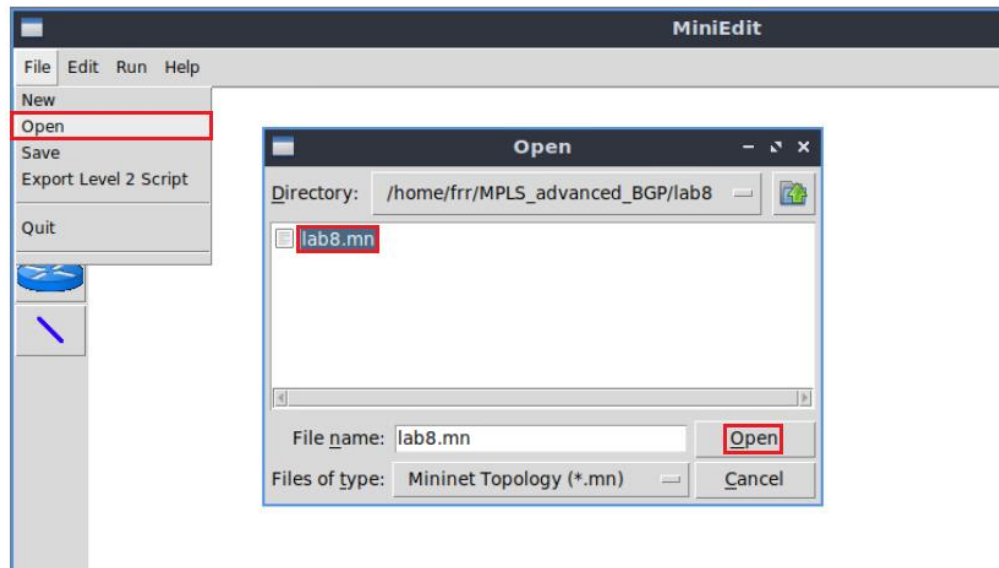 MiniEdit
File Edit Run Help
New
Open
Save
Export Level 2 Script
Quit
Open
Directory: /home/frr/MPLS_advanced_BGP/lab8
lab8.mn
File name: lab8.mn
Open
Files of type: Mininet Topology (*.mn)
Cancel